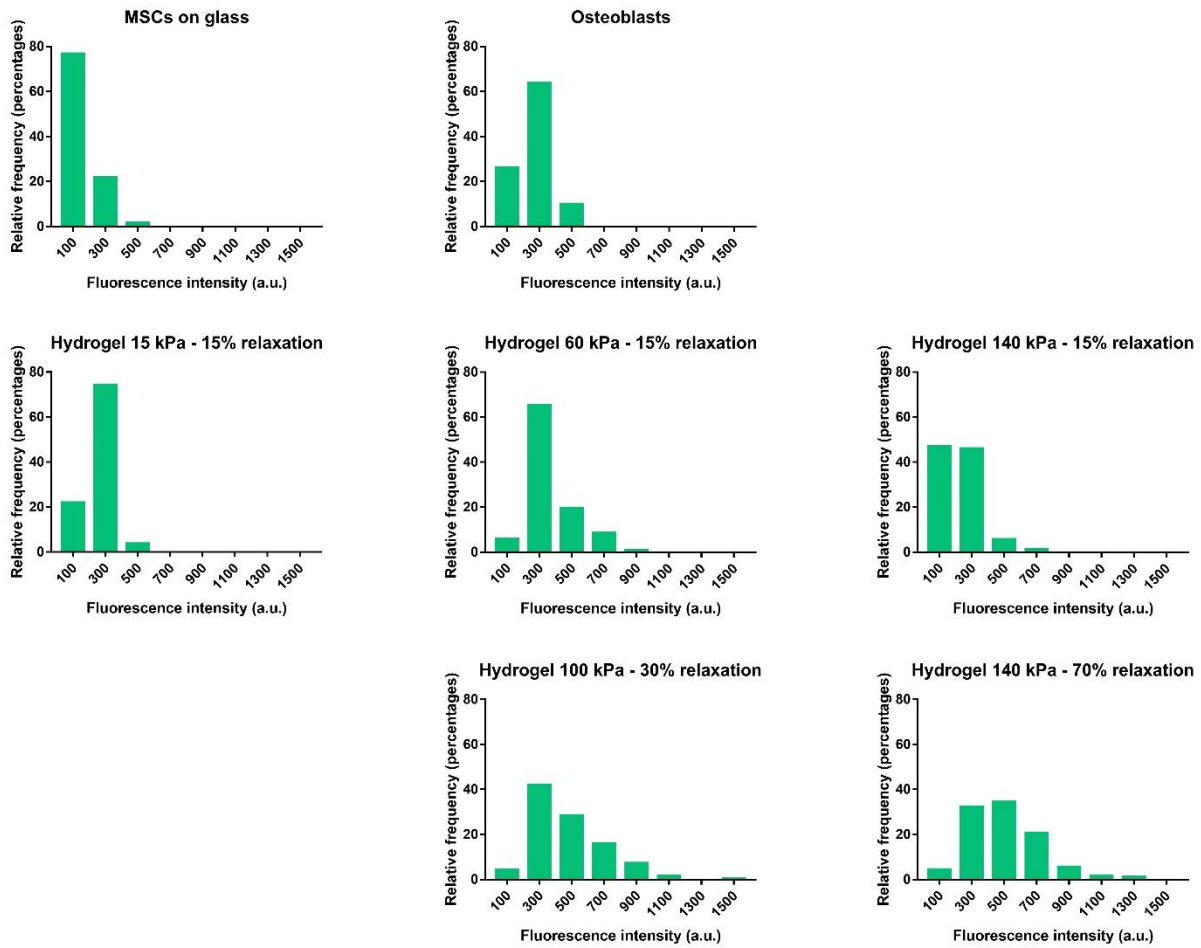 MSCs on glass
Relative frequency (percentages)
80
60
40
20
0
100 300 500 700 900 1100 1300 1500
Fluorescence intensity (a.u.)
Osteoblasts
Relative frequency (percentages)
80
60
40
20
0
100 300 500 700 900 1100 1300 1500
Fluorescence intensity (a.u.)
Hydrogel 15 kPa - 15% relaxation
Relative frequency (percentages)
80
60
40
20
0
100 300 500 700 900 1100 1300 1500
Fluorescence intensity (a.u.)
Hydrogel 60 kPa - 15% relaxation
Relative frequency (percentages)
80
60
40
20
0
100 300 500 700 900 1100 1300 1500
Fluorescence intensity (a.u.)
Hydrogel 140 kPa - 15% relaxation
Relative frequency (percentages)
80
60
40
20
0
100 300 500 700 900 1100 1300 1500
Fluorescence intensity (a.u.)
Hydrogel 100 kPa - 30% relaxation
Relative frequency (percentages)
80
60
40
20
0
100 300 500 700 900 1100 1300 1500
Fluorescence intensity (a.u.)
Hydrogel 140 kPa - 70% relaxation
Relative frequency (percentages)
80
60
40
20
0
100 300 500 700 900 1100 1300 1500
Fluorescence intensity (a.u.)